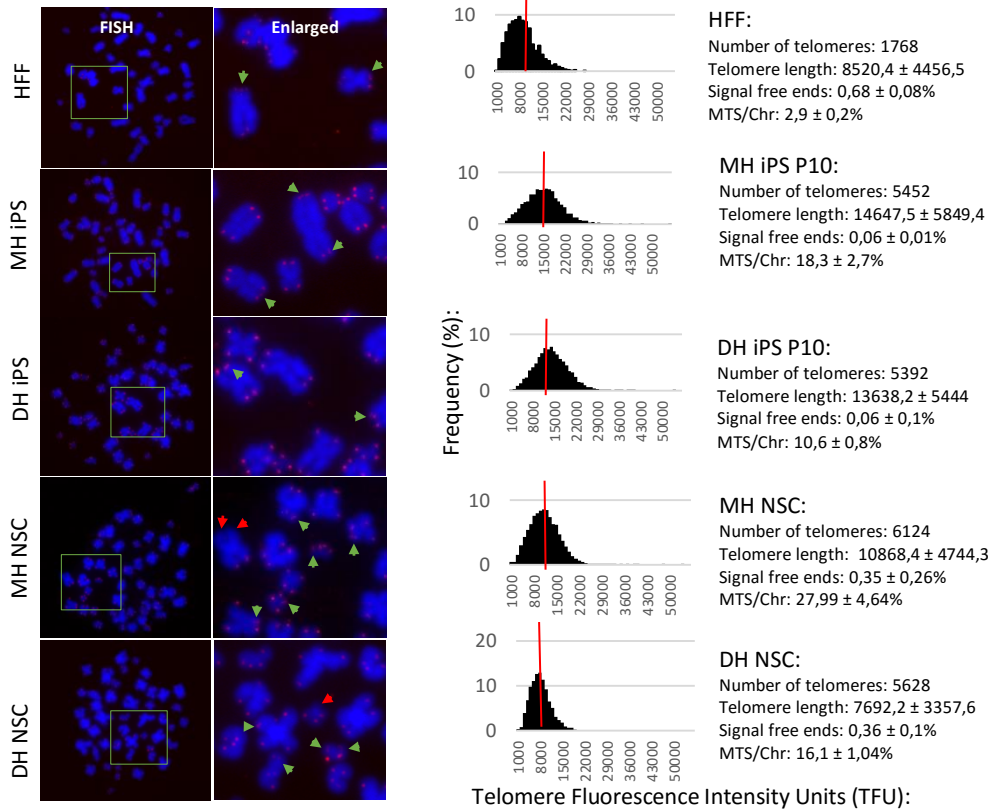 FISH
Enlarged
HFF
MH iPS
DH iPS
MH NSC
DH NSC
Frequency (%):
10
0
1000
8000
15000
22000
29000
36000
43000
50000
HFF:
Number of telomeres: 1768
Telomere length: 8520,4 ± 4456,5
Signal free ends: 0,68 ± 0,08%
MTS/Chr: 2,9 ± 0,2%
10
0
1000
8000
15000
22000
29000
36000
43000
50000
MH iPS P10:
Number of telomeres: 5452
Telomere length: 14647,5 ± 5849,4
Signal free ends: 0,06 ± 0,01%
MTS/Chr: 18,3 ± 2,7%
10
0
1000
8000
15000
22000
29000
36000
43000
50000
DH iPS P10:
Number of telomeres: 5392
Telomere length: 13638,2 ± 5444
Signal free ends: 0,06 ± 0,1%
MTS/Chr: 10,6 ± 0,8%
10
0
1000
8000
15000
22000
29000
36000
43000
50000
MH NSC:
Number of telomeres: 6124
Telomere length: 10868,4 ± 4744,3
Signal free ends: 0,35 ± 0,26%
MTS/Chr: 27,99 ± 4,64%
20
10
0
1000
8000
15000
22000
29000
36000
43000
50000
DH NSC:
Number of telomeres: 5628
Telomere length: 7692,2 ± 3357,6
Signal free ends: 0,36 ± 0,1%
MTS/Chr: 16,1 ± 1,04%
Telomere Fluorescence Intensity Units (TFU):